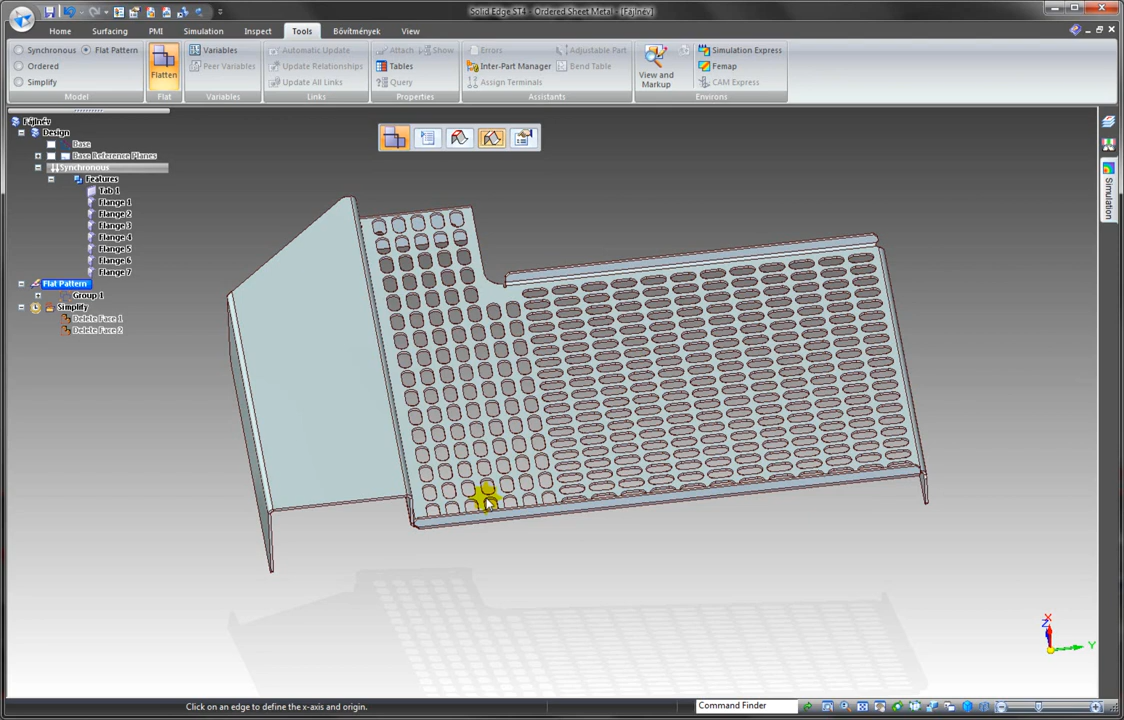 Solid Edge ST4 - Ordered Sheet Metal - [Fájlnév]
Home Surfacing PMI Simulation Inspect Tools Bővítmények View
Synchronous Flat Pattern
Ordered
Simplify
Model
Flatten
Flat
Variables
Peer Variables
Variables
Automatic Update
Update Relationships
Update All Links
Links
Attach Show
Tables
Query
Properties
Errors Adjustable Part
Inter-Part Manager Bend Table
Assign Terminals
Assistants
View and
Markup
Simulation Express
Femap
CAM Express
Environs
Fájlnév
Design
Base
Base Reference Planes
Synchronous
Features
Tab 1
Flange 1
Flange 2
Flange 3
Flange 4
Flange 5
Flange 6
Flange 7
Flat Pattern
Group 1
Simplify
Delete Face 1
Delete Face 2
Simulation
X
Z
Y
Click on an edge to define the x-axis and origin.
Command Finder